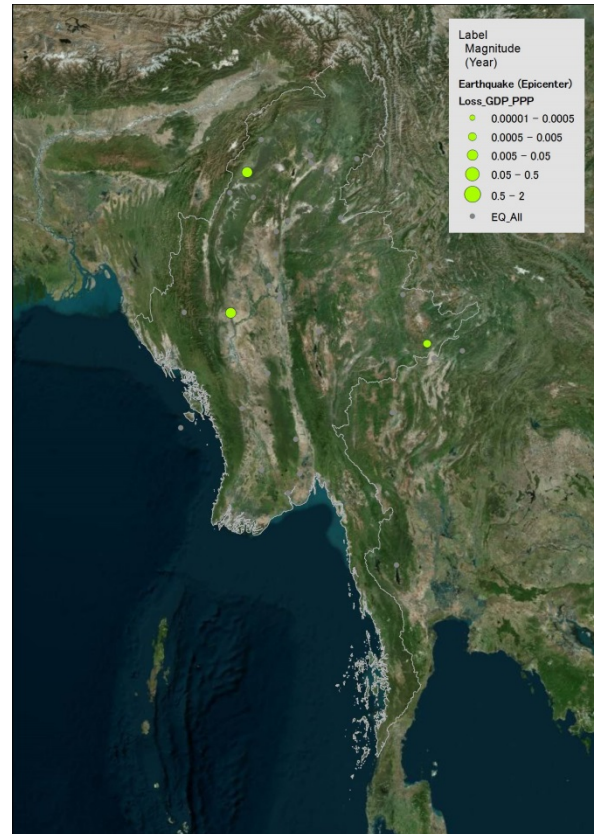 Label
Magnitude
(Year)
Earthquake (Epicenter)
Loss_GDP_PPP
0.00001 – 0.0005
0.0005 – 0.005
0.005 – 0.05
0.05 – 0.5
0.5 – 2
EQ_All